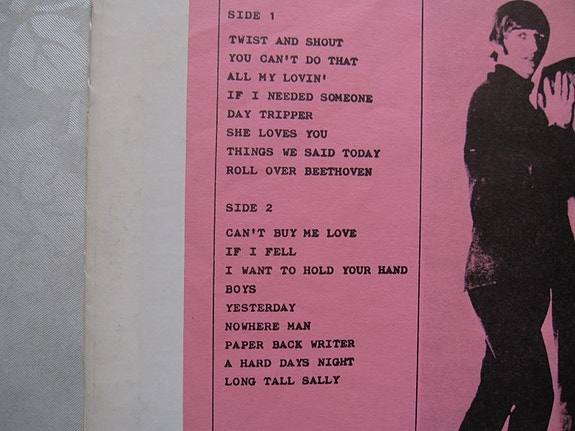 SIDE 1
TWIST AND SHOUT
YOU CAN'T DO THAT
ALL MY LOVIN'
IF I NEEDED SOMEONE
DAY TRIPPER
SHE LOVES YOU
THINGS WE SAID TODAY
ROLL OVER BEETHOVEN
SIDE 2
CAN'T BUY ME LOVE
IF I FELL
I WANT TO HOLD YOUR HAND
BOYS
YESTERDAY
NOWHERE MAN
PAPER BACK WRITER
A HARD DAYS NIGHT
LONG TALL SALLY